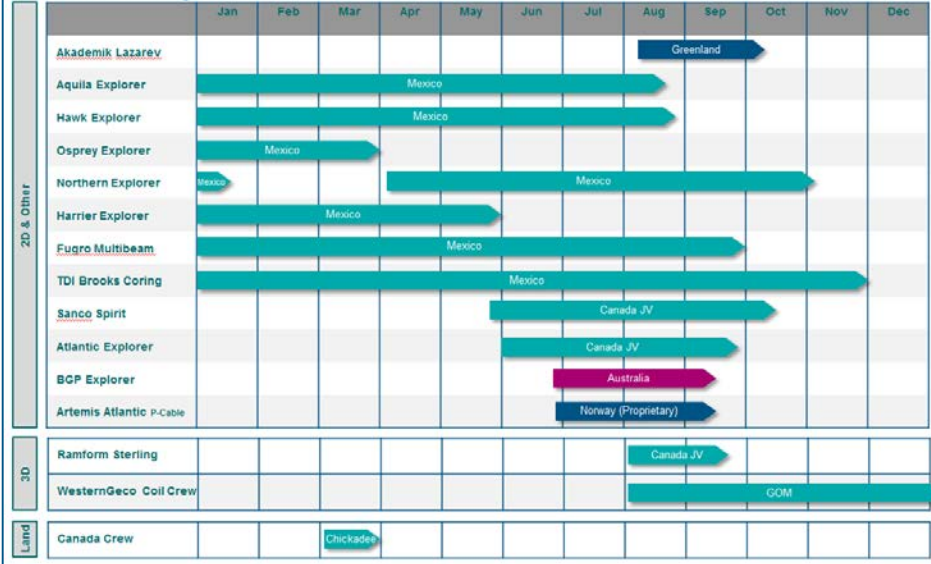 Jan Feb Mar Apr May Jun Jul Aug Sep Oct Nov Dec
2D & Other
Akademik Lazarev Greenland
Aquila Explorer Mexico
Hawk Explorer Mexico
Osprey Explorer Mexico
Northern Explorer Mexico Mexico
Harrier Explorer Mexico
Fugro Multibeam Mexico
TDI Brooks Coring Mexico
Sanco Spirit Canada JV
Atlantic Explorer Canada JV
BGP Explorer Australia
Artemis Atlantic P-Cable Norway (Proprietary)
3D
Ramform Sterling Canada JV
WesternGeco Coil Crew GOM
Land
Canada Crew Chickadee